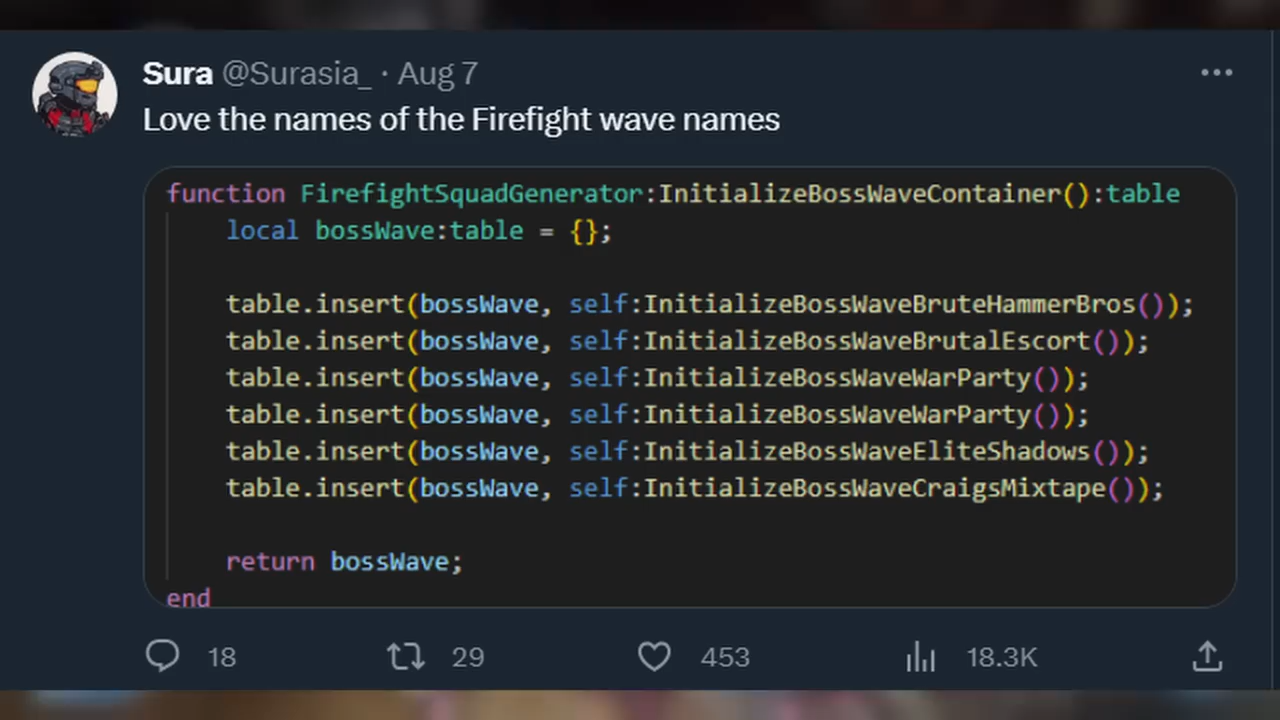 Sura @Surasia_ · Aug 7
Love the names of the Firefight wave names
function FirefightSquadGenerator:InitializeBossWaveContainer():table
local bossWave:table = {};
table.insert(bossWave, self:InitializeBossWaveBruteHammerBros());
table.insert(bossWave, self:InitializeBossWaveBrutalEscort());
table.insert(bossWave, self:InitializeBossWaveWarParty());
table.insert(bossWave, self:InitializeBossWaveWarParty());
table.insert(bossWave, self:InitializeBossWaveEliteShadows());
table.insert(bossWave, self:InitializeBossWaveCraigsMixtape());
return bossWave;
end
18 29 453 18.3K